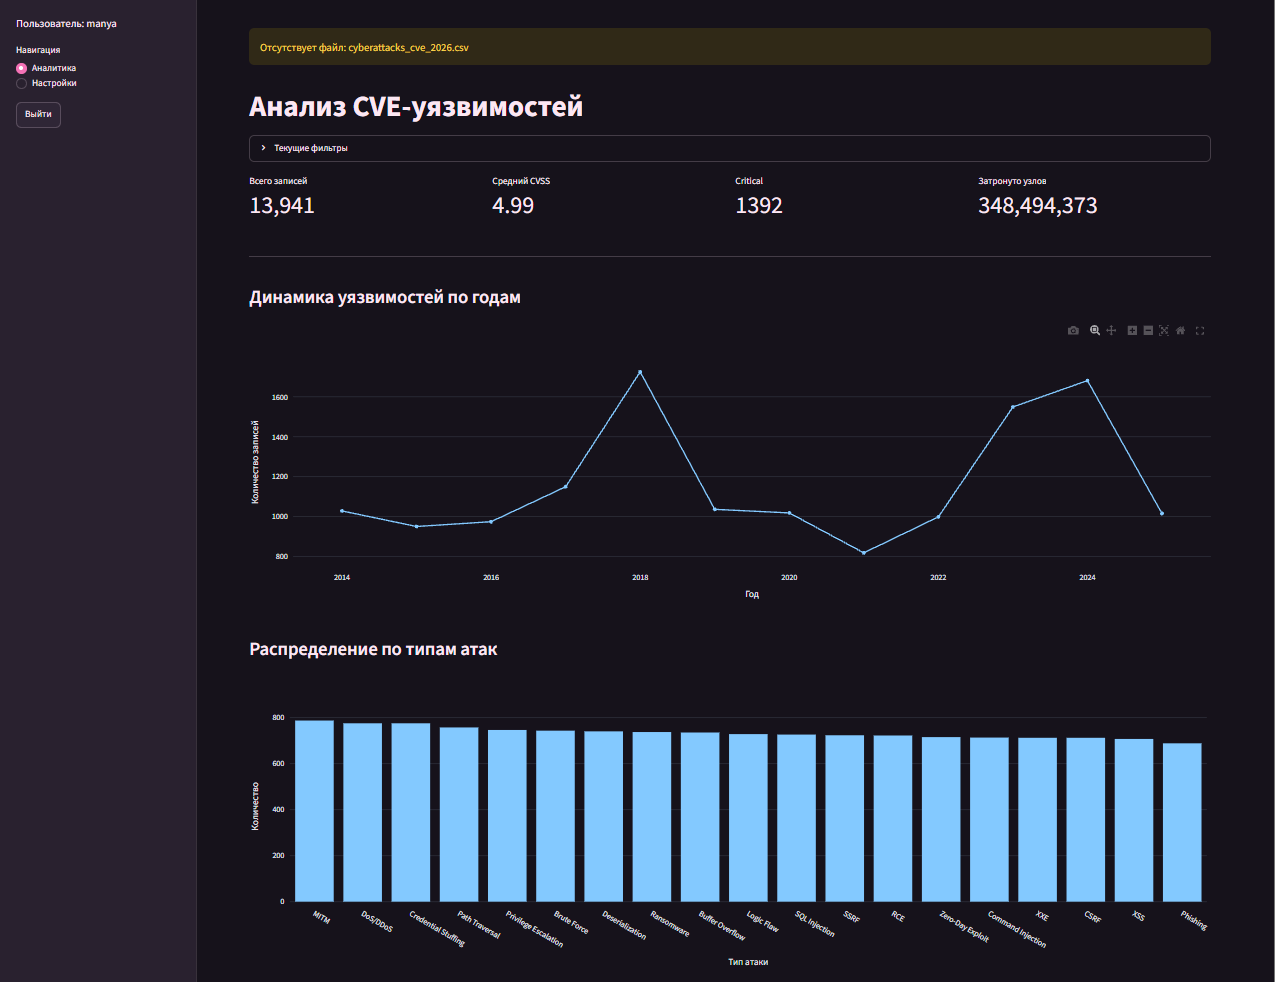 Пользователь: manya
Навигация
Аналитика
Настройки
Выйти
Отсутствует файл: cyberattacks_cve_2026.csv
Анализ CVE-уязвимостей
Текущие фильтры
Всего записей
13,941
Средний CVSS
4.99
Critical
1392
Затронуто узлов
348,494,373
Динамика уязвимостей по годам
Количество записей
1600
1400
1200
1000
800
2014
2016
2018
2020
2022
2024
Год
Распределение по типам атак
Количество
800
600
400
200
0
MITM
DoS/DDoS
Credential Stuffing
Path Traversal
Privilege Escalation
Brute Force
Deserialization
Ransomware
Buffer Overflow
Logic Flaw
SQL Injection
SSRF
RCE
Zero-Day Exploit
Command Injection
XXE
CSRF
XSS
Phishing
Тип атаки